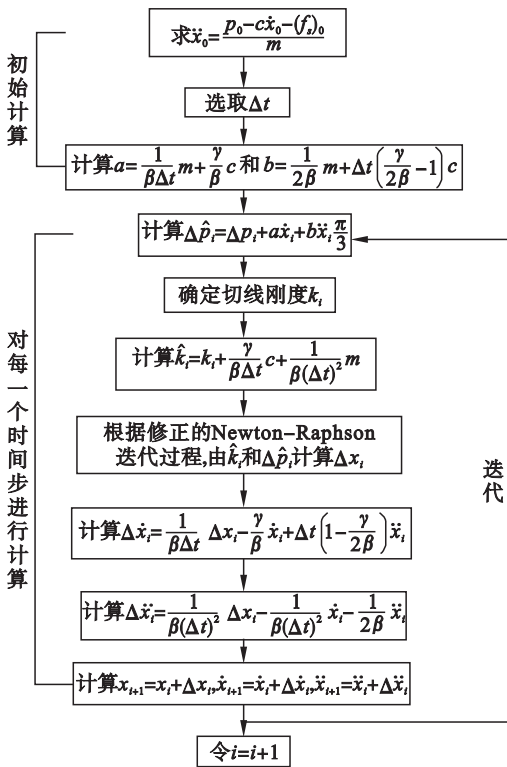 求ẍ₀=(p₀-cẋ₀-(fₛ)₀)/m
初始计算
选取Δt
计算a=1/(βΔt) m+γ/β c和b=1/(2β) m+Δt(γ/(2β)-1)c
计算Δp̂ᵢ=Δpᵢ+aẋᵢ+bẍᵢ π/3
确定切线刚度kᵢ
计算k̂ᵢ=kᵢ+γ/(βΔt) c+1/(β(Δt)²) m
对每一个时间步进行计算
根据修正的Newton-Raphson
迭代过程,由k̂ᵢ和Δp̂ᵢ计算Δxᵢ
迭代
计算Δẋᵢ=1/(βΔt) Δxᵢ-γ/β ẋᵢ+Δt(1-γ/(2β))ẍᵢ
计算Δẍᵢ=1/(β(Δt)²) Δxᵢ-1/(β(Δt)²) ẋᵢ-1/(2β) ẍᵢ
计算xᵢ₊₁=xᵢ+Δxᵢ,ẋᵢ₊₁=ẋᵢ+Δẋᵢ,ẍᵢ₊₁=ẍᵢ+Δẍᵢ
令i=i+1